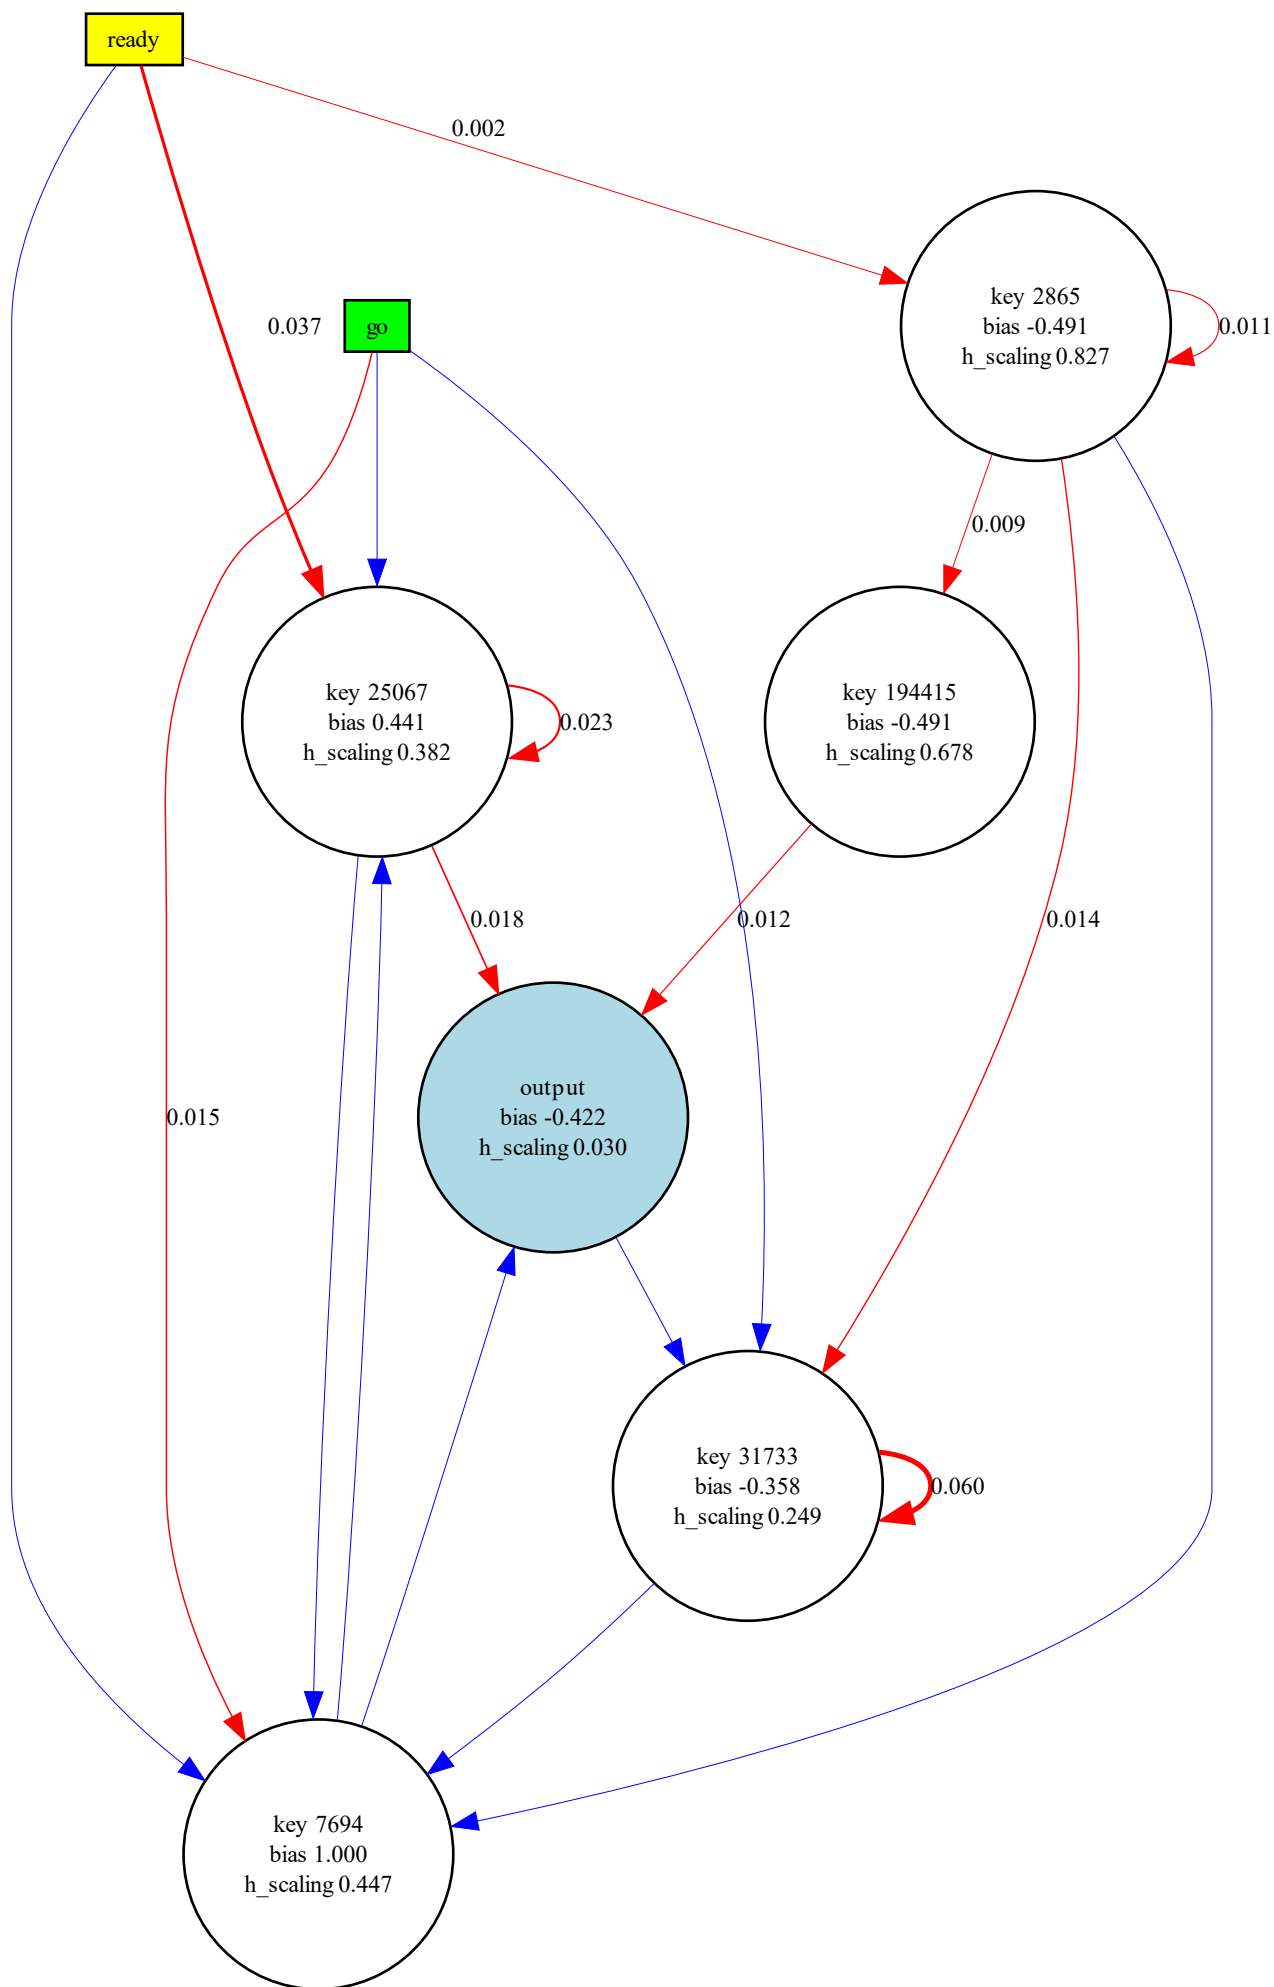 ready
0.002
key 2865
bias -0.491
h_scaling 0.827
0.011
0.037
go
0.009
key 25067
bias 0.441
h_scaling 0.382
0.023
key 194415
bias -0.491
h_scaling 0.678
0.018
0.012
0.014
output
bias -0.422
h_scaling 0.030
0.015
key 31733
bias -0.358
h_scaling 0.249
0.060
key 7694
bias 1.000
h_scaling 0.447